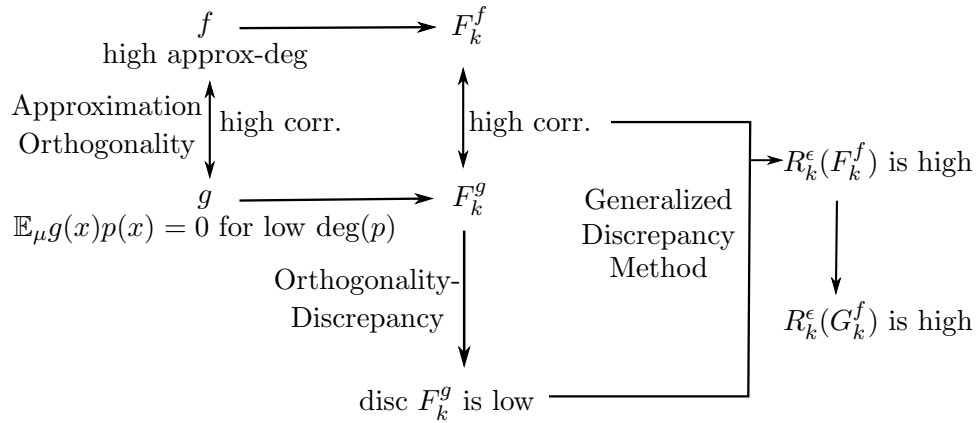 f
high approx-deg
F_k^f
Approximation
Orthogonality
high corr.
high corr.
R_k^ϵ(F_k^f) is high
g
𝔼_μ g(x)p(x) = 0 for low deg(p)
F_k^g
Generalized
Discrepancy
Method
Orthogonality-
Discrepancy
R_k^ϵ(G_k^f) is high
disc F_k^g is low